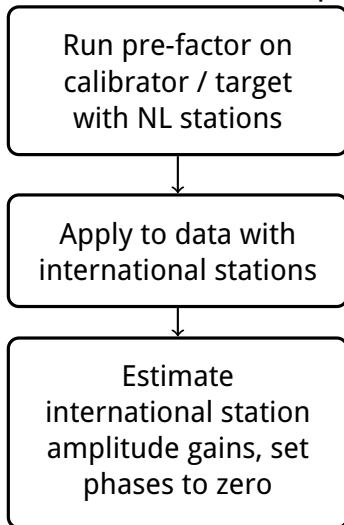 Run pre-factor on
calibrator / target
with NL stations
Apply to data with
international stations
Estimate
international station
amplitude gains, set
phases to zero